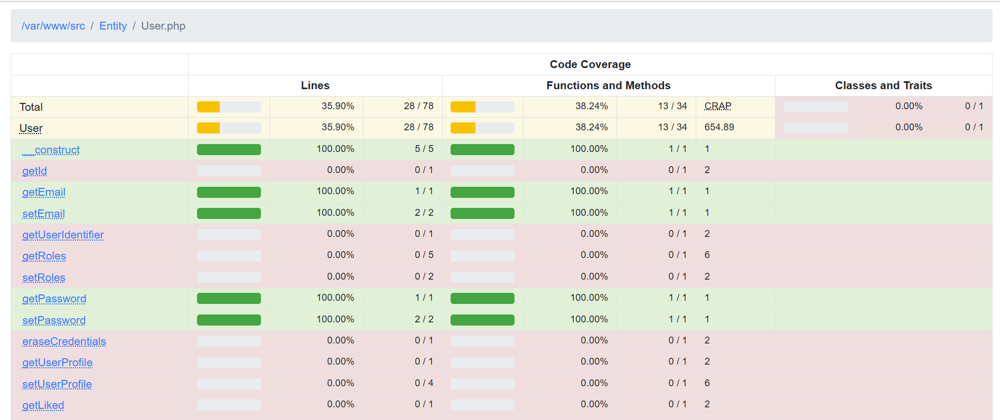 /var/www/src / Entity / User.php
Code Coverage
Lines Functions and Methods Classes and Traits
Total 35.90% 28 / 78 38.24% 13 / 34 CRAP 0.00% 0 / 1
User 35.90% 28 / 78 38.24% 13 / 34 654.89 0.00% 0 / 1
__construct 100.00% 5 / 5 100.00% 1 / 1 1
getId 0.00% 0 / 1 0.00% 0 / 1 2
getEmail 100.00% 1 / 1 100.00% 1 / 1 1
setEmail 100.00% 2 / 2 100.00% 1 / 1 1
getUserIdentifier 0.00% 0 / 1 0.00% 0 / 1 2
getRoles 0.00% 0 / 5 0.00% 0 / 1 6
setRoles 0.00% 0 / 2 0.00% 0 / 1 2
getPassword 100.00% 1 / 1 100.00% 1 / 1 1
setPassword 100.00% 2 / 2 100.00% 1 / 1 1
eraseCredentials 0.00% 0 / 1 0.00% 0 / 1 2
getUserProfile 0.00% 0 / 1 0.00% 0 / 1 2
setUserProfile 0.00% 0 / 4 0.00% 0 / 1 6
getLiked 0.00% 0 / 1 0.00% 0 / 1 2